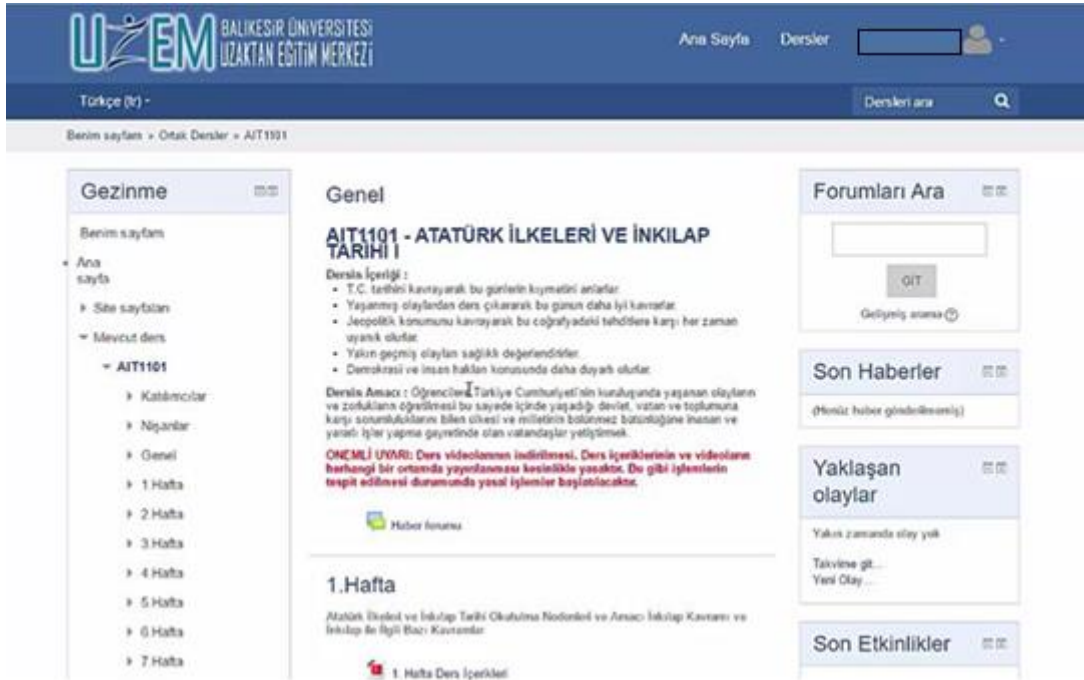 UZEM BALIKESİR ÜNİVERSİTESİ
UZAKTAN EĞİTİM MERKEZİ
Ana Sayfa Dersler
Türkçe (tr)
Dersleri ara
Benim sayfam » Ortak Dersler » AIT1101
Gezinme
Benim sayfam
Ana
sayfa
Site sayfaları
Mevcut ders
AIT1101
Katılımcılar
Nişanlar
Genel
1.Hafta
2.Hafta
3.Hafta
4.Hafta
5.Hafta
6.Hafta
7.Hafta
Genel
AIT1101 - ATATÜRK İLKELERİ VE İNKILAP
TARİHİ I
Dersin İçeriği :
T.C. tarihini kavrayarak bu günlerin kıymetini anlarlar.
Yaşanmış olaylardan ders çıkararak bu günün daha iyi kavrarlar.
Jeopolitik konumunu kavrayarak bu coğrafyadaki tehditlere karşı her zaman
uyanık olurlar.
Yakın geçmiş olayları sağlıklı değerlendirirler.
Demokrasi ve insan hakları konusunda daha duyarlı olurlar.
Dersin Amacı : Öğrencilere Türkiye Cumhuriyeti'nin kuruluşunda yaşanan olayların
ve zorlukların öğretilmesi bu sayede içinde yaşadığı devlet, vatan ve toplumuna
karşı sorumluluklarını bilen ülkesi ve milletinin bölünmez bütünlüğüne inanan ve
yararlı işler yapma gayretinde olan vatandaşlar yetiştirmek.
ÖNEMLİ UYARI: Ders videolarının indirilmesi. Ders içeriklerinin ve videoların
herhangi bir ortamda yayınlanması kesinlikle yasaktır. Bu gibi işlemlerin
tespit edilmesi durumunda yasal işlemler başlatılacaktır.
Haber forumu
1.Hafta
Atatürk İlkeleri ve İnkılap Tarihi Okutulma Nedenleri ve Amacı İnkılap Kavramı ve
İnkılap ile İlgili Bazı Kavramlar
1. Hafta Ders İçerikleri
Forumları Ara
GİT
Gelişmiş arama
Son Haberler
(Henüz haber gönderilmemiş)
Yaklaşan
olaylar
Yakın zamanda olay yok
Takvime git...
Yeni Olay...
Son Etkinlikler